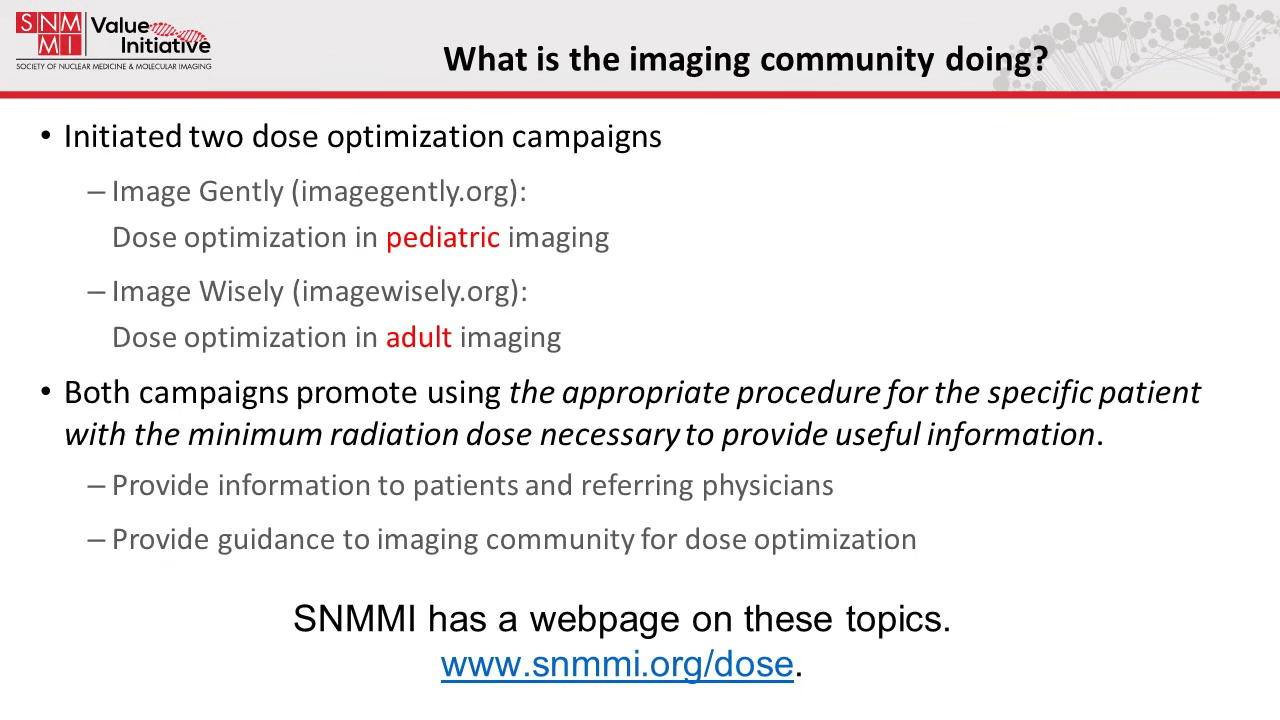 SNM
MI
Value
Initiative
SOCIETY OF NUCLEAR MEDICINE & MOLECULAR IMAGING
What is the imaging community doing?
• Initiated two dose optimization campaigns
– Image Gently (imagegently.org):
Dose optimization in pediatric imaging
– Image Wisely (imagewisely.org):
Dose optimization in adult imaging
• Both campaigns promote using the appropriate procedure for the specific patient
with the minimum radiation dose necessary to provide useful information.
– Provide information to patients and referring physicians
– Provide guidance to imaging community for dose optimization
SNMMI has a webpage on these topics.
www.snmmi.org/dose.